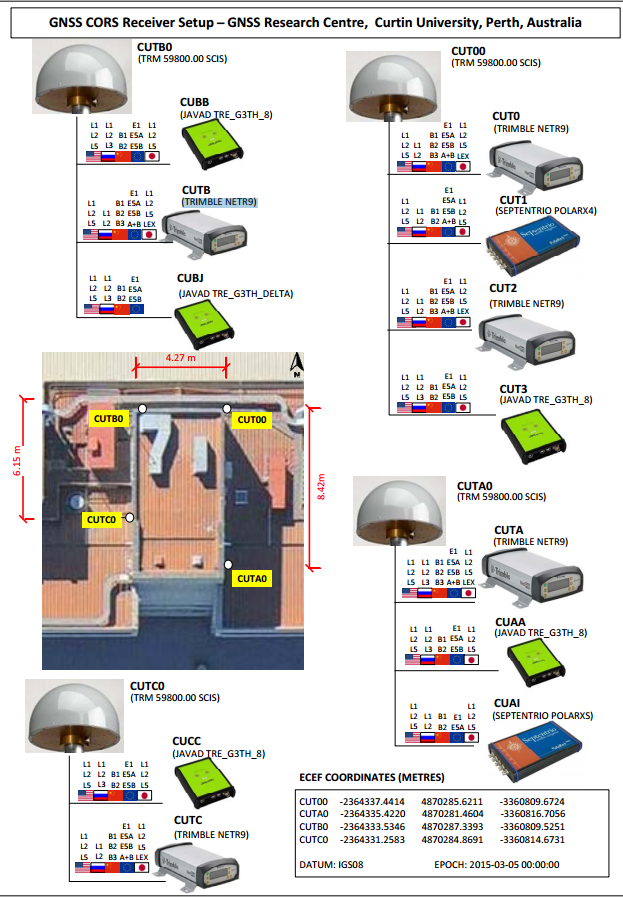 GNSS CORS Receiver Setup – GNSS Research Centre, Curtin University, Perth, Australia
CUTB0
(TRM 59800.00 SCIS)
CUBB
(JAVAD TRE_G3TH_8)
L1 L1 E1 L1
L2 L2 B1 E5A L2
L5 L3 B2 E5B L5
CUTB
(TRIMBLE NETR9)
E1 L1
L1 B1 E5A L2
L2 L1 B2 E5B L5
L5 L2 B3 A+B LEX
Trimble
CUBJ
(JAVAD TRE_G3TH_DELTA)
L1 L1 E1
L2 L2 B1 E5A
L5 L3 B2 E5B
CUT00
(TRM 59800.00 SCIS)
CUT0
(TRIMBLE NETR9)
E1 L1
L1 B1 E5A L2
L2 L1 B2 E5B L5
L5 L2 B3 A+B LEX
Trimble
CUT1
(SEPTENTRIO POLARX4)
E1
L1 E5A L1
L2 L1 B1 E5B L2
L5 L2 B2 A+B L5
Septentrio
CUT2
(TRIMBLE NETR9)
E1 L1
L1 B1 E5A L2
L2 L1 B2 E5B L5
L5 L2 B3 A+B LEX
Trimble
CUT3
(JAVAD TRE_G3TH_8)
L1 L1 E1 L1
L2 L2 B1 E5A L2
L5 L3 B2 E5B L5
4.27 m
N
CUTB0
CUT00
6.15 m
8.42m
CUTC0
CUTA0
CUTA0
(TRM 59800.00 SCIS)
CUTA
(TRIMBLE NETR9)
E1 L1
L1 L1 B1 E5A L2
L2 L2 B2 E5B L5
L5 L3 B3 A+B LEX
Trimble
CUAA
(JAVAD TRE_G3TH_8)
L1 L1 E1 L1
L2 L2 B1 E5A L2
L5 L3 B2 E5B L5
CUAI
(SEPTENTRIO POLARXS)
L1 L1
L2 L1 B1 E1 L2
L5 L2 B2 E5A L5
Septentrio
CUTC0
(TRM 59800.00 SCIS)
CUCC
(JAVAD TRE_G3TH_8)
L1 L1 E1 L1
L2 L2 B1 E5A L2
L5 L3 B2 E5B L5
CUTC
(TRIMBLE NETR9)
E1 L1
L1 B1 E5A L2
L2 L1 B2 E5B L5
L5 L2 B3 A+B LEX
Trimble
ECEF COORDINATES (METRES)
CUT00 -2364337.4414 4870285.6211 -3360809.6724
CUTA0 -2364335.4220 4870281.4604 -3360816.7056
CUTB0 -2364333.5346 4870287.3393 -3360809.5251
CUTC0 -2364331.2583 4870284.8691 -3360814.6731
DATUM: IGS08 EPOCH: 2015-03-05 00:00:00